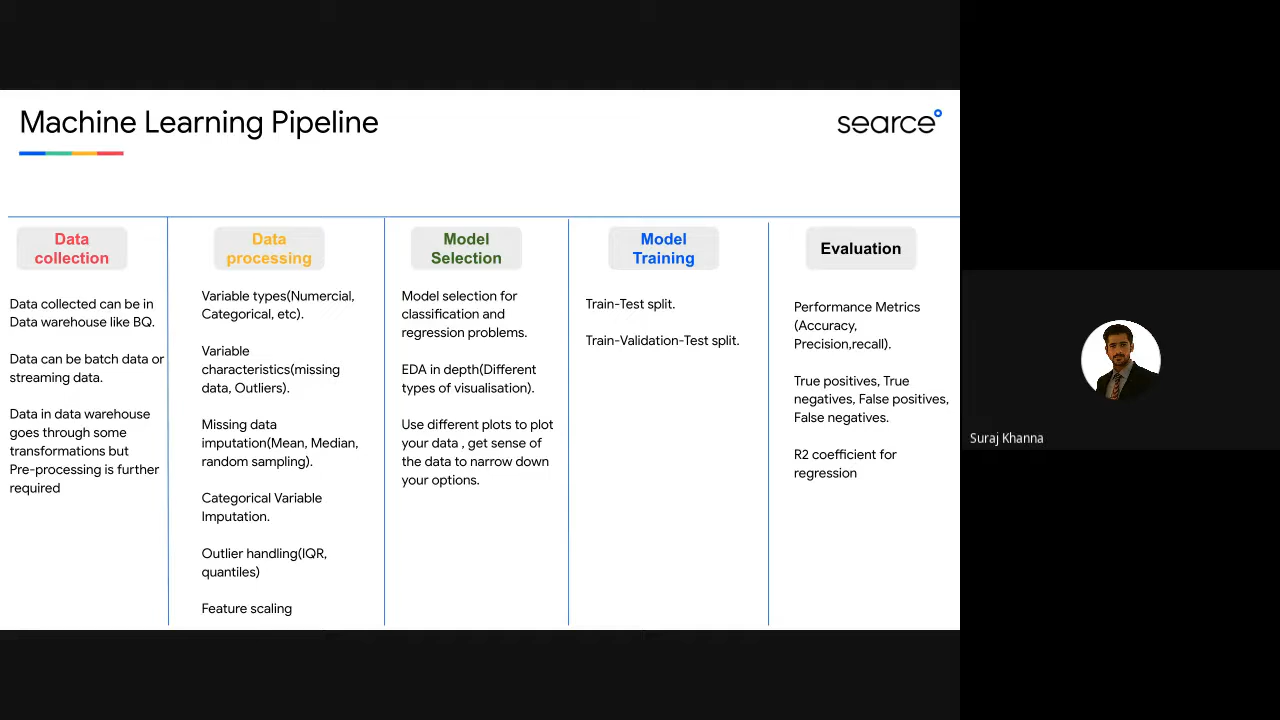 Machine Learning Pipeline
searce
Data
collection
Data collected can be in
Data warehouse like BQ.
Data can be batch data or
streaming data.
Data in data warehouse
goes through some
transformations but
Pre-processing is further
required
Data
processing
Variable types(Numercial,
Categorical, etc).
Variable
characteristics(missing
data, Outliers).
Missing data
imputation(Mean, Median,
random sampling).
Categorical Variable
Imputation.
Outlier handling(IQR,
quantiles)
Feature scaling
Model
Selection
Model selection for
classification and
regression problems.
EDA in depth(Different
types of visualisation).
Use different plots to plot
your data , get sense of
the data to narrow down
your options.
Model
Training
Train-Test split.
Train-Validation-Test split.
Evaluation
Performance Metrics
(Accuracy,
Precision,recall).
True positives, True
negatives, False positives,
False negatives.
R2 coefficient for
regression
Suraj Khanna